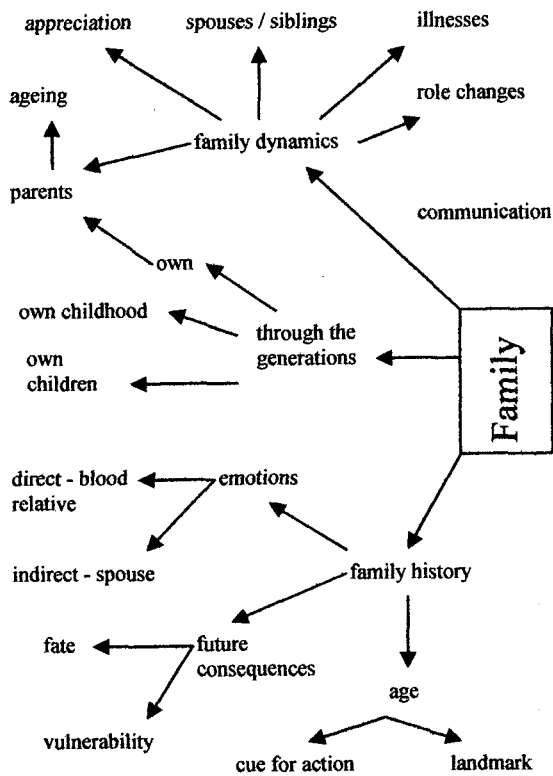 appreciation
spouses / siblings
illnesses
ageing
role changes
family dynamics
parents
communication
own
own childhood
through the
generations
own
children
Family
direct - blood
relative
emotions
indirect - spouse
family history
fate
future
consequences
age
vulnerability
cue for action
landmark